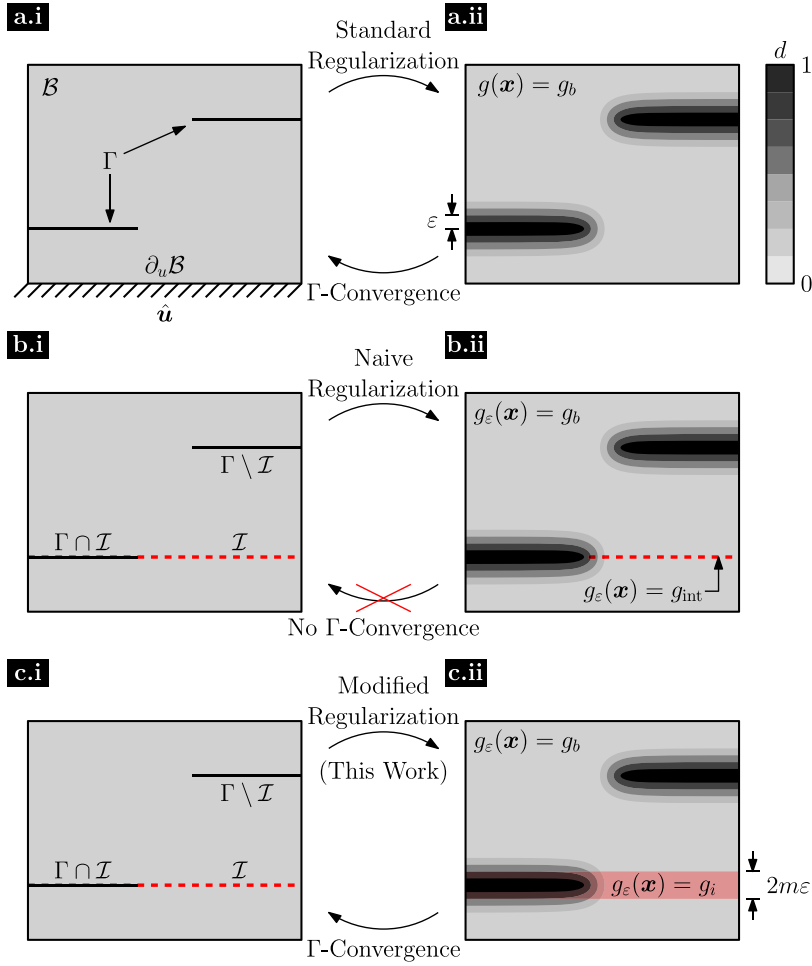 a.i
Standard
Regularization
a.ii
𝓑
Γ
∂ᵤ𝓑
û
Γ-Convergence
g(x) = g_b
ε
d
1
0
b.i
Naive
Regularization
b.ii
Γ \ 𝓘
Γ ∩ 𝓘
𝓘
No Γ-Convergence
g_ε(x) = g_b
g_ε(x) = g_int
c.i
Modified
Regularization
(This Work)
c.ii
Γ \ 𝓘
Γ ∩ 𝓘
𝓘
Γ-Convergence
g_ε(x) = g_b
g_ε(x) = g_i
2mε